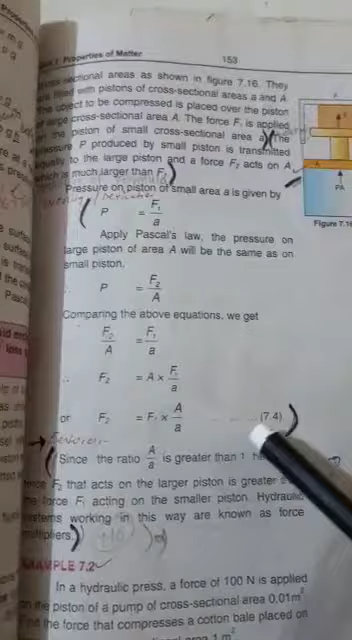 Properties of Matter 153
sectional areas as shown in figure 7.16. They
fitted with pistons of cross-sectional areas a and A.
object to be compressed is placed over the piston
large cross-sectional area A. The force F₁ is applied
the piston of small cross-sectional area a. The
pressure P produced by small piston is transmitted
equally to the large piston and a force F₂ acts on A
which is much larger than F₁.
Pressure on piston of small area a is given by
P = F₁/a
Apply Pascal's law, the pressure on
large piston of area A will be the same as on
small piston.
∴ P = F₂/A
Comparing the above equations, we get
F₂/A = F₁/a
∴ F₂ = A × F₁/a
or F₂ = F₁ × A/a (7.4)
Since the ratio A/a is greater than 1
force F₂ that acts on the larger piston is greater
the force F₁ acting on the smaller piston. Hydraulic
systems working in this way are known as force
multipliers.
EXAMPLE 7.2
In a hydraulic press, a force of 100 N is applied
on the piston of a pump of cross-sectional area 0.01m²
Find the force that compresses a cotton bale placed on
area 1 m²
PA
Figure 7.16